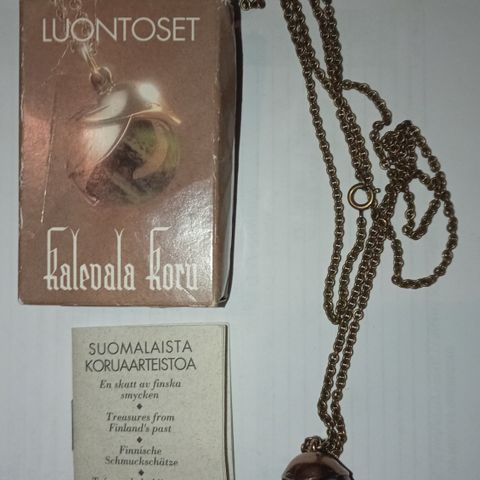 LUONTOSET
kalevala koru
SUOMALAISTA
KORUAARTEISTOA
En skatt av finska
smycken
Treasures from
Finland's past
Finnische
Schmuckschätze